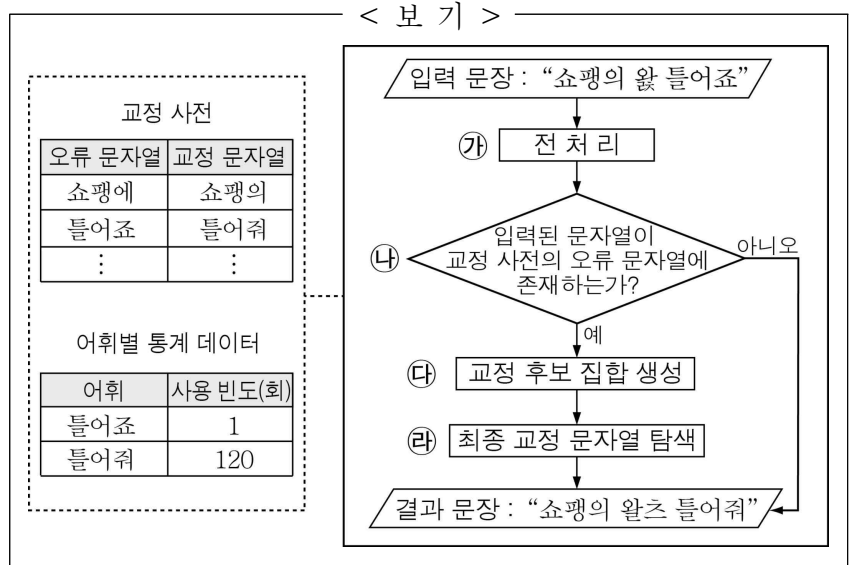 < 보 기 >
교정 사전
오류 문자열 교정 문자열
쇼팽에 쇼팽의
틀어죠 틀어줘
⋮ ⋮
어휘별 통계 데이터
어휘 사용 빈도(회)
틀어죠 1
틀어줘 120
입력 문장 : “쇼팽의 왍 틀어죠”
㉮ 전 처 리
㉯ 입력된 문자열이
교정 사전의 오류 문자열에
존재하는가?
아니오
예
㉰ 교정 후보 집합 생성
㉱ 최종 교정 문자열 탐색
결과 문장 : “쇼팽의 왈츠 틀어줘”